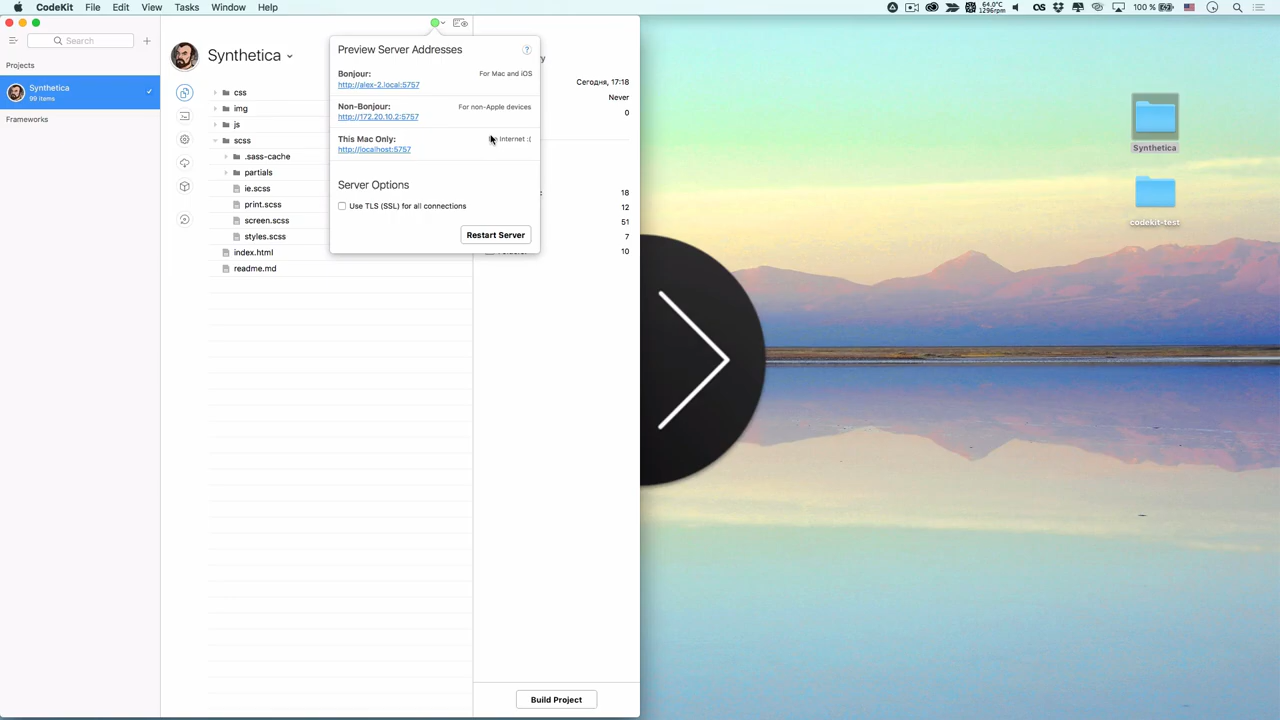 CodeKit File Edit View Tasks Window Help
64.0°C
1296rpm
100 %
Search
Projects
Synthetica
99 items
Frameworks
Synthetica
css
img
js
scss
.sass-cache
partials
ie.scss
print.scss
screen.scss
styles.scss
index.html
readme.md
Preview Server Addresses ?
Bonjour: For Mac and iOS
http://alex-2.local:5757
Non-Bonjour: For non-Apple devices
http://172.20.10.2:5757
This Mac Only: Internet :(
http://localhost:5757
Server Options
Use TLS (SSL) for all connections
Restart Server
Сегодня, 17:18
Never
0
18
12
51
7
10
Build Project
Synthetica
codekit-test